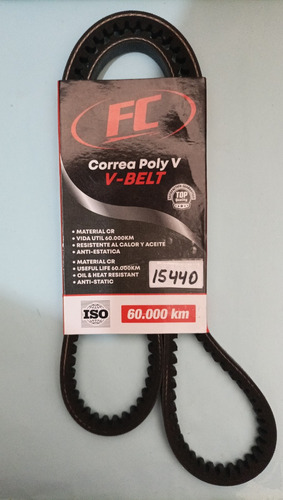 FC
Correa Poly V
V-BELT
TOP
• MATERIAL CR
• VIDA UTIL 60.000KM
• RESISTENTE AL CALOR Y ACEITE
• ANTI-ESTATICA
• MATERIAL CR
• USEFUL LIFE 60.000KM
• OIL & HEAT RESISTANT
• ANTI-STATIC
15440
ISO
60.000 km